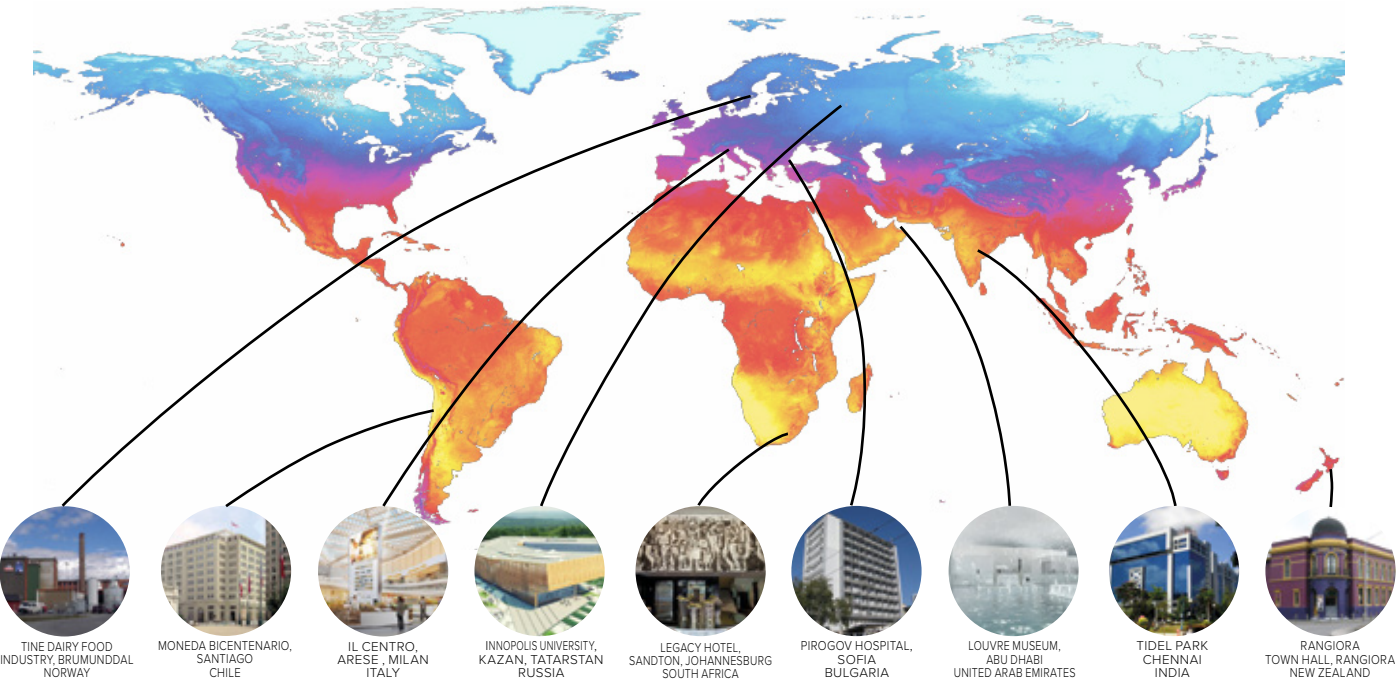 TINE DAIRY FOOD
INDUSTRY, BRUMUNDDAL
NORWAY
MONEDA BICENTENARIO,
SANTIAGO
CHILE
IL CENTRO,
ARESE , MILAN
ITALY
INNOPOLIS UNIVERSITY,
KAZAN, TATARSTAN
RUSSIA
LEGACY HOTEL,
SANDTON, JOHANNESBURG
SOUTH AFRICA
PIROGOV HOSPITAL,
SOFIA
BULGARIA
LOUVRE MUSEUM,
ABU DHABI
UNITED ARAB EMIRATES
TIDEL PARK
CHENNAI
INDIA
RANGIORA
TOWN HALL, RANGIORA
NEW ZEALAND